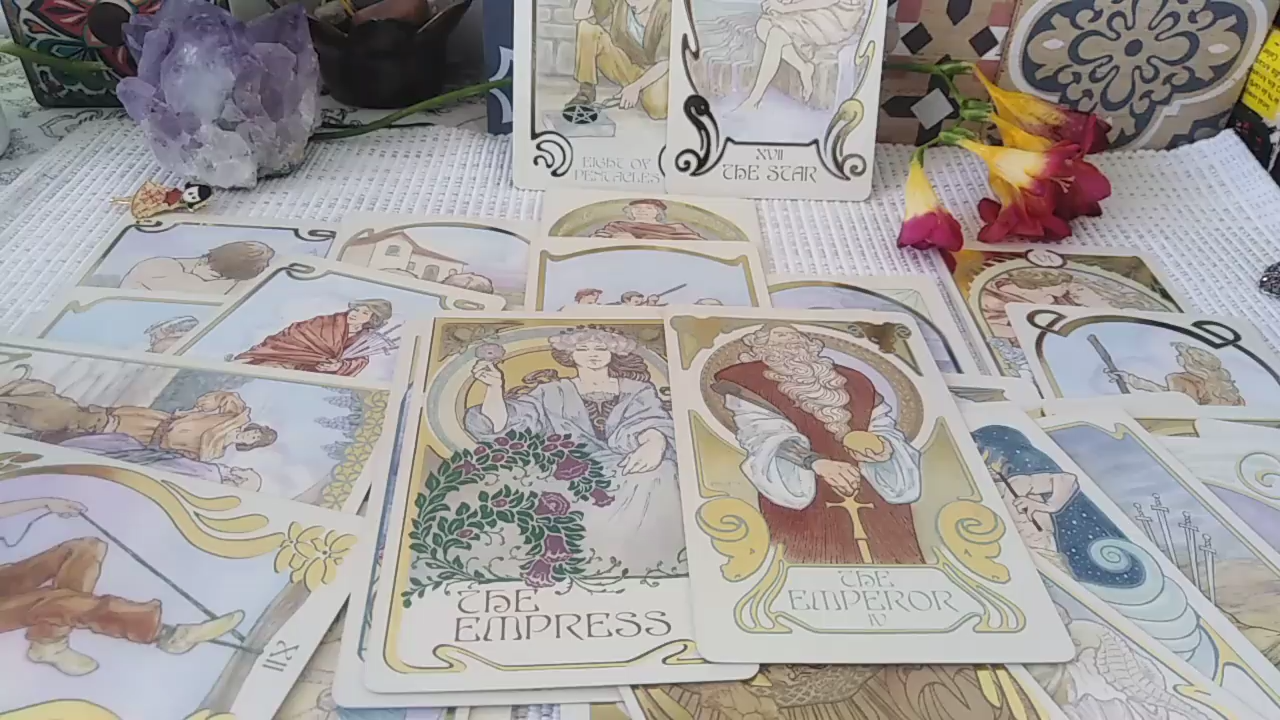 EIGHT OF
PENTACLES
XVII
THE STAR
THE
EMPRESS
THE
EMPEROR
IV
XII